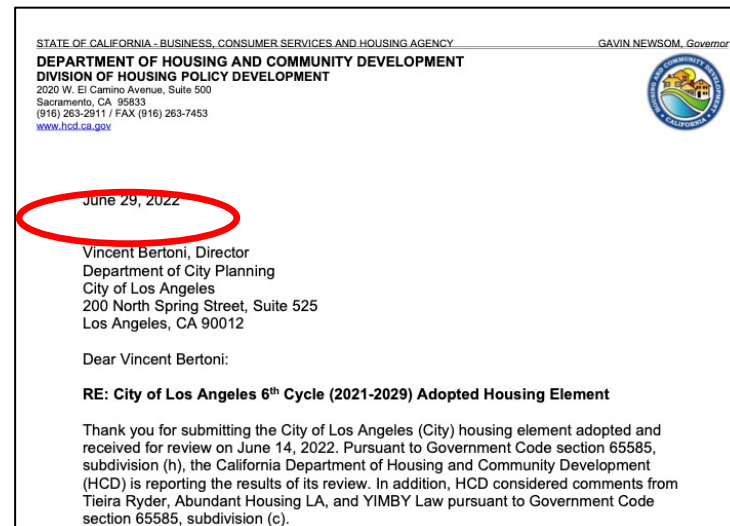 STATE OF CALIFORNIA - BUSINESS, CONSUMER SERVICES AND HOUSING AGENCY GAVIN NEWSOM, Governor
DEPARTMENT OF HOUSING AND COMMUNITY DEVELOPMENT
DIVISION OF HOUSING POLICY DEVELOPMENT
2020 W. El Camino Avenue, Suite 500
Sacramento, CA 95833
(916) 263-2911 / FAX (916) 263-7453
www.hcd.ca.gov
HOUSING AND COMMUNITY DEVELOPMENT
CALIFORNIA
June 29, 2022
Vincent Bertoni, Director
Department of City Planning
City of Los Angeles
200 North Spring Street, Suite 525
Los Angeles, CA 90012
Dear Vincent Bertoni:
RE: City of Los Angeles 6th Cycle (2021-2029) Adopted Housing Element
Thank you for submitting the City of Los Angeles (City) housing element adopted and
received for review on June 14, 2022. Pursuant to Government Code section 65585,
subdivision (h), the California Department of Housing and Community Development
(HCD) is reporting the results of its review. In addition, HCD considered comments from
Tieira Ryder, Abundant Housing LA, and YIMBY Law pursuant to Government Code
section 65585, subdivision (c).